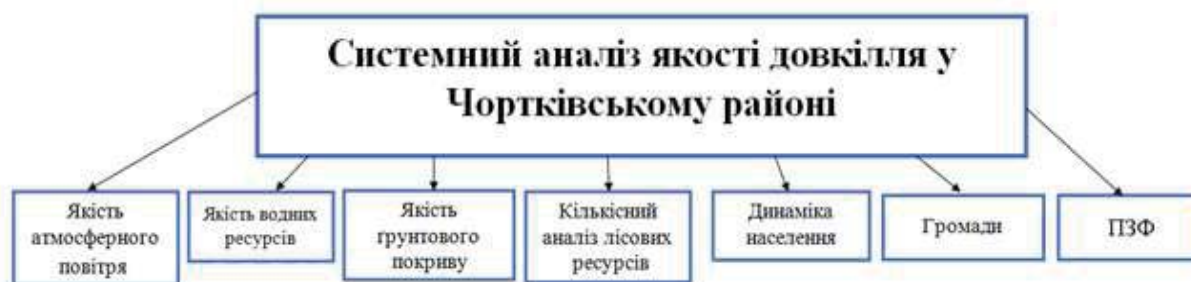 Системний аналіз якості довкілля у
Чортківському районі
Якість
атмосферного
повітря
Якість водних
ресурсів
Якість
ґрунтового
покриву
Кількісний
аналіз лісових
ресурсів
Динаміка
населення
Громади
ПЗФ